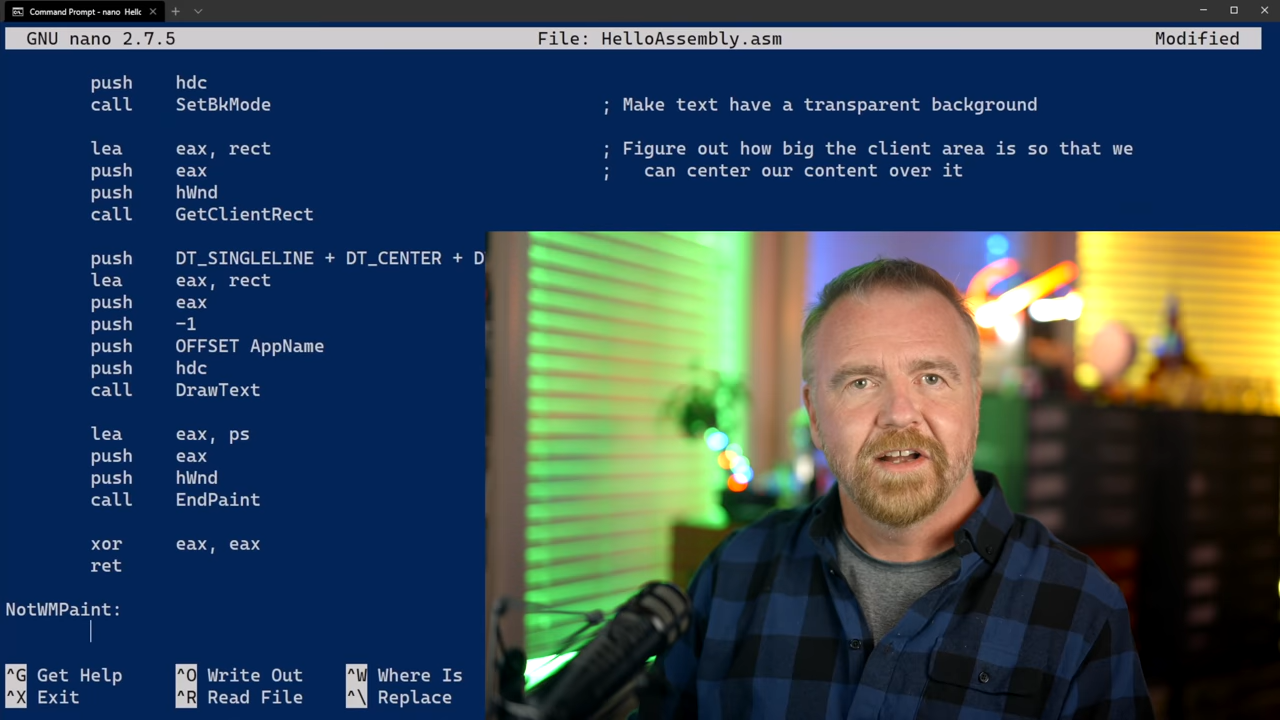 Command Prompt - nano Hello
GNU nano 2.7.5 File: HelloAssembly.asm Modified
push hdc
call SetBkMode ; Make text have a transparent background
lea eax, rect ; Figure out how big the client area is so that we
push eax ; can center our content over it
push hWnd
call GetClientRect
push DT_SINGLELINE + DT_CENTER + D
lea eax, rect
push eax
push -1
push OFFSET AppName
push hdc
call DrawText
lea eax, ps
push eax
push hWnd
call EndPaint
xor eax, eax
ret
NotWMPaint:
^G Get Help ^O Write Out ^W Where Is
^X Exit ^R Read File ^\ Replace